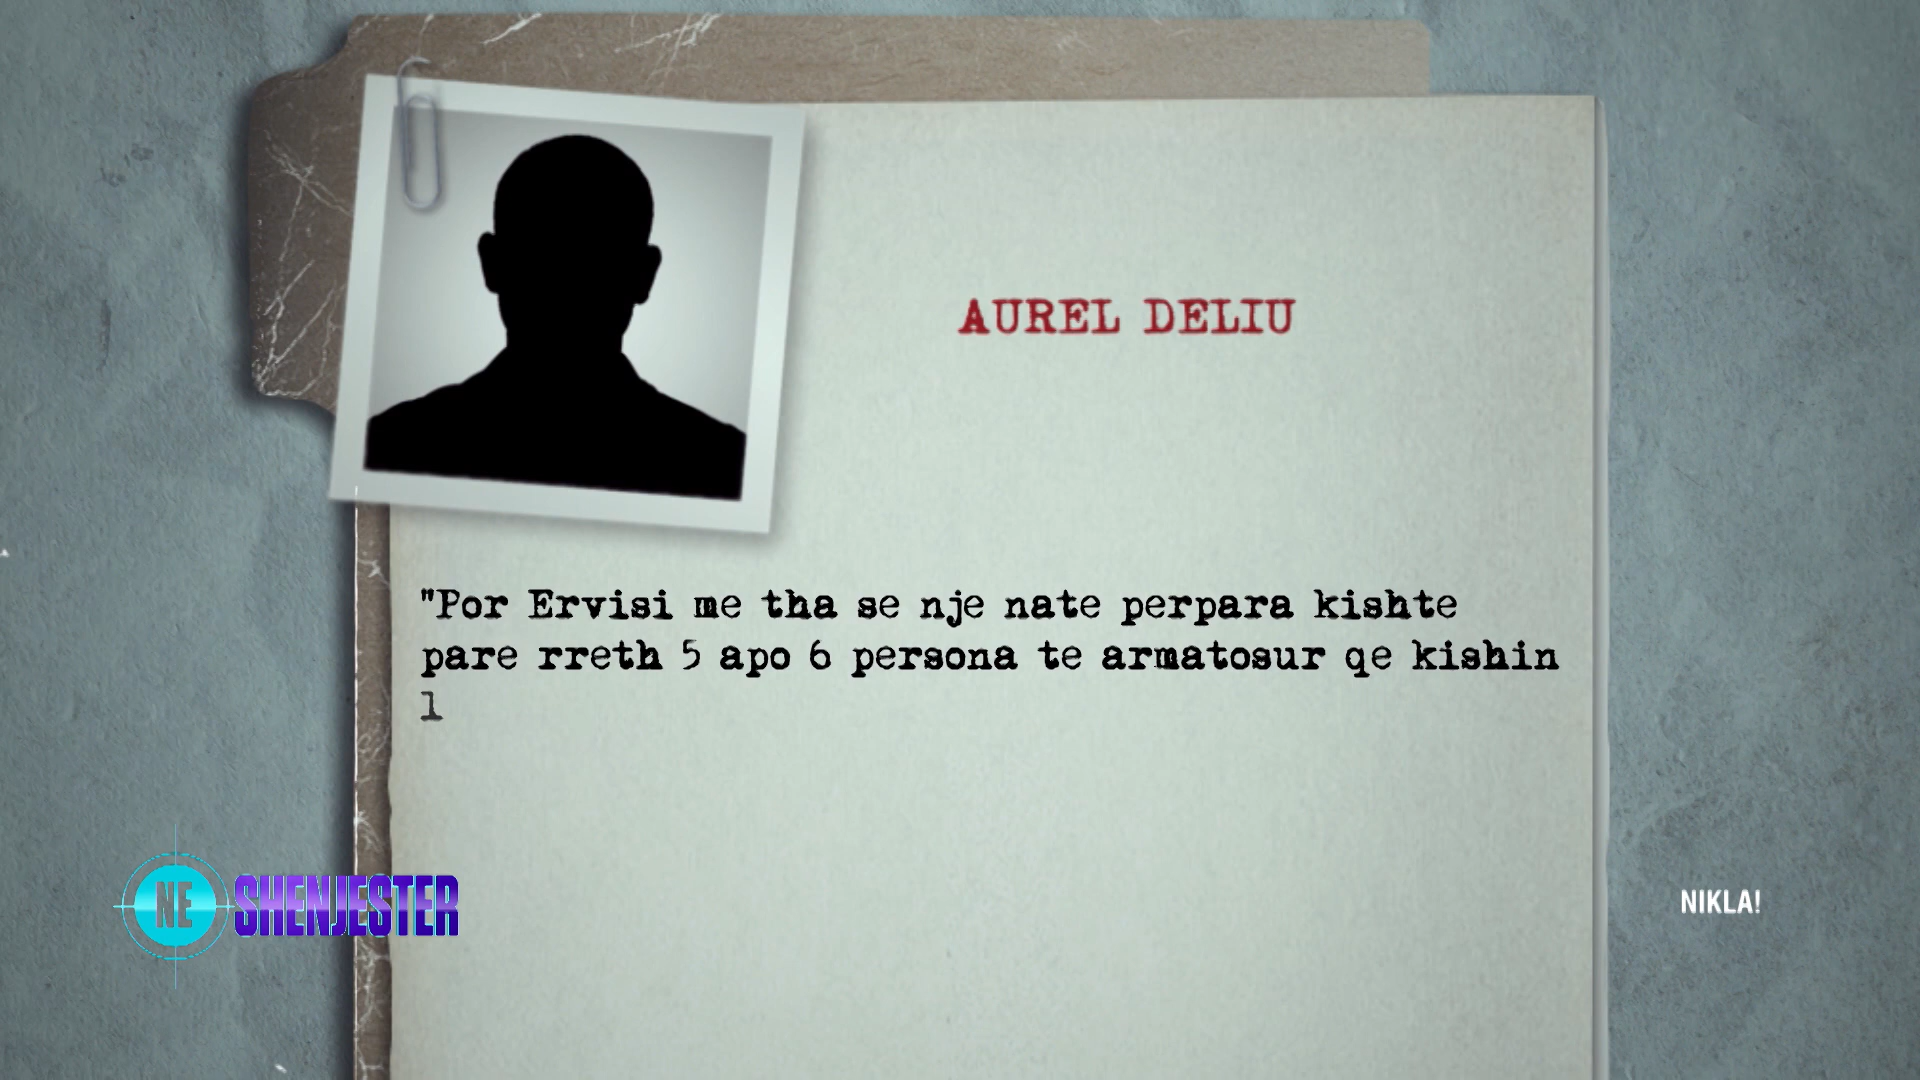 AUREL DELIU
"Por Ervisi me tha se nje nate perpara kishte
pare rreth 5 apo 6 persona te armatosur qe kishin
l
NE SHENJESTER
NIKLA!